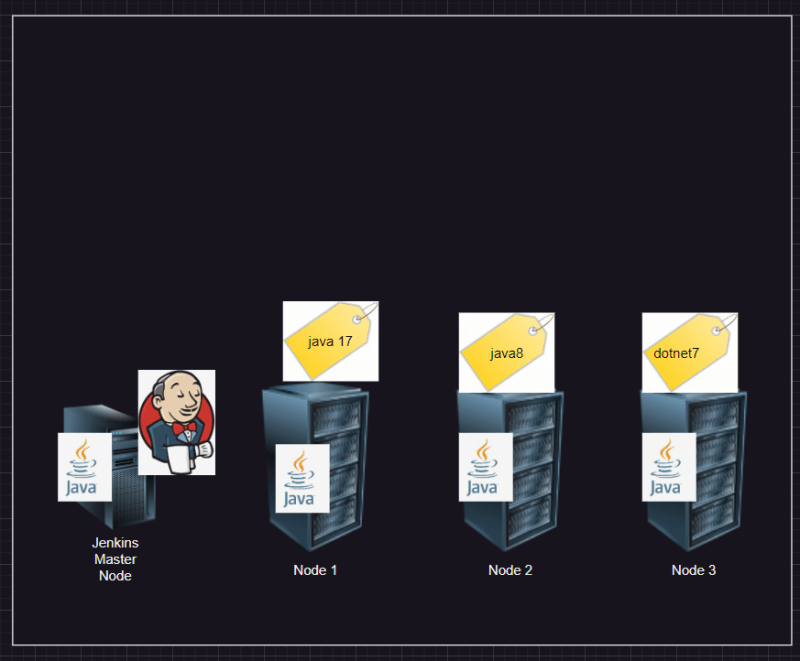 java 17
java8
dotnet7
Java
Java
Java
Java
Jenkins
Master
Node
Node 1
Node 2
Node 3